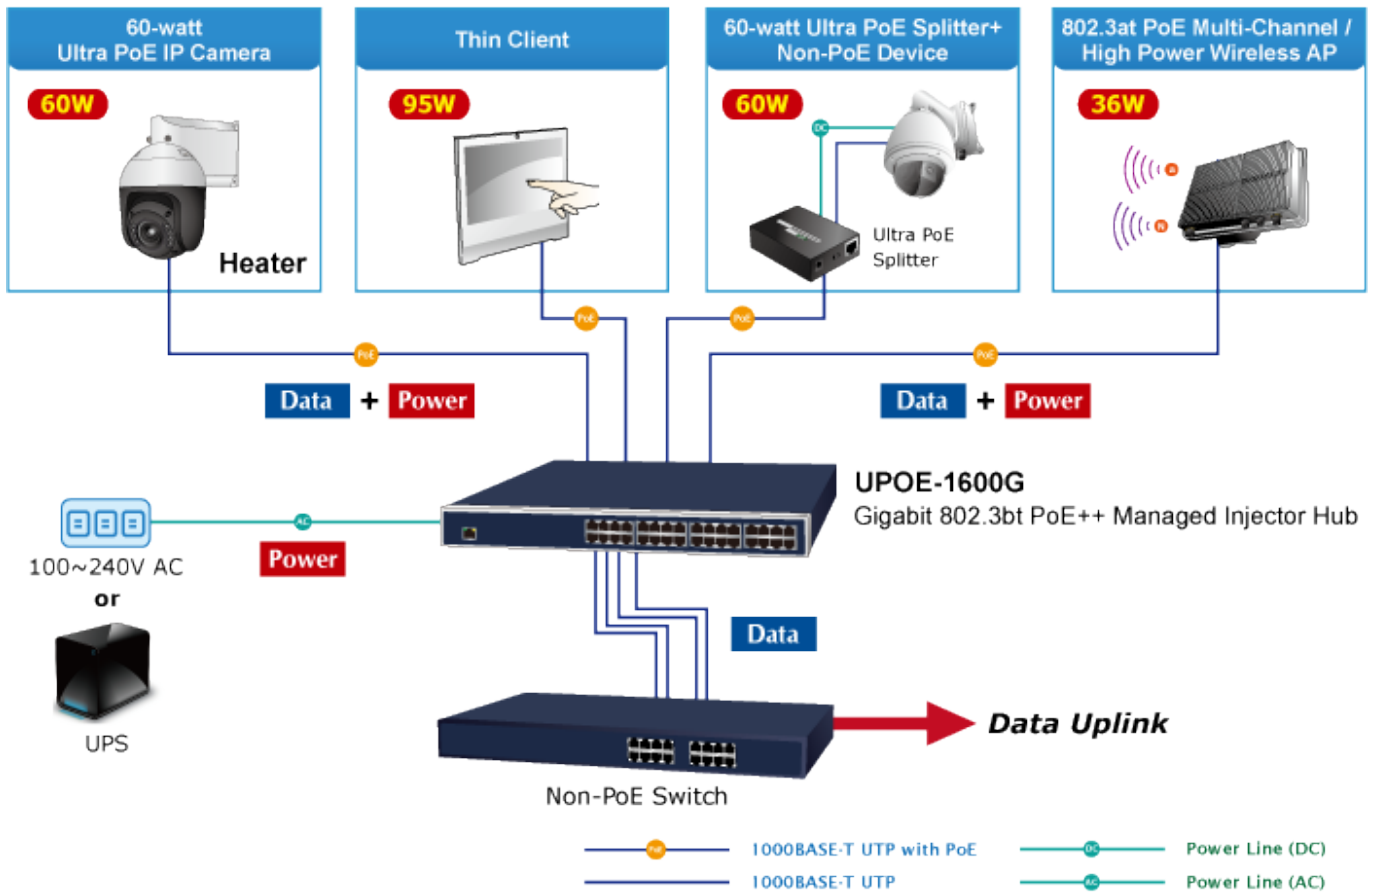 60-watt
Ultra PoE IP Camera
60W
Heater
Thin Client
95W
60-watt Ultra PoE Splitter+
Non-PoE Device
60W
DC
Ultra PoE
Splitter
802.3at PoE Multi-Channel /
High Power Wireless AP
36W
N
PoE
PoE
PoE
PoE
Data + Power
Data + Power
UPOE-1600G
Gigabit 802.3bt PoE++ Managed Injector Hub
AC
Power
100~240V AC
or
UPS
Data
Data Uplink
Non-PoE Switch
PoE 1000BASE-T UTP with PoE
DC Power Line (DC)
1000BASE-T UTP
AC Power Line (AC)